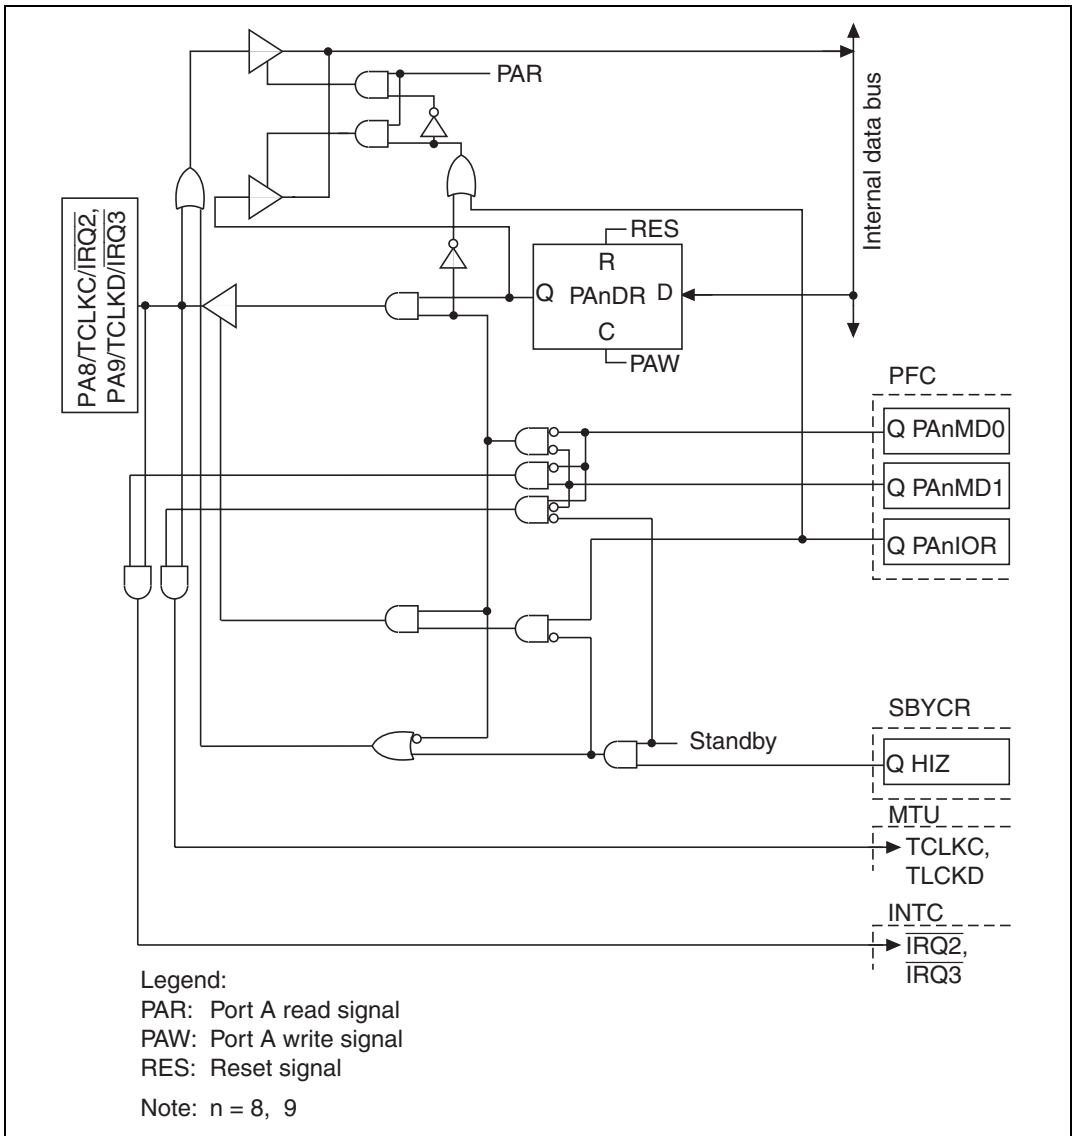 PAR
Internal data bus
PA8/TCLKC/IRQ2,
PA9/TCLKD/IRQ3
RES
R
Q PAnDR D
C
PAW
PFC
Q PAnMD0
Q PAnMD1
Q PAnIOR
SBYCR
Standby
Q HIZ
MTU
TCLKC,
TLCKD
INTC
IRQ2,
IRQ3
Legend:
PAR: Port A read signal
PAW: Port A write signal
RES: Reset signal
Note: n = 8, 9